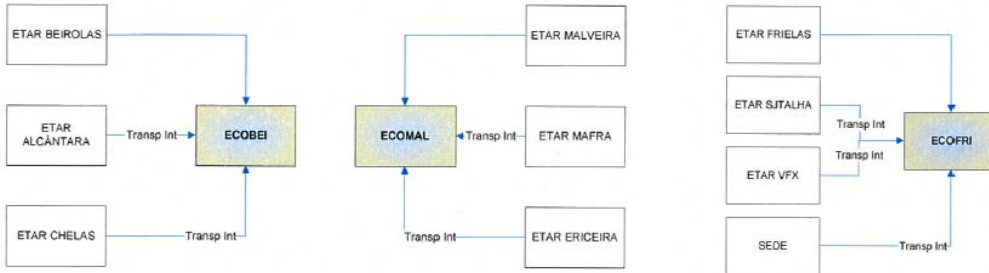 ETAR BEIROLAS
ETAR
ALCÂNTARA
Transp Int
ECOBEI
ETAR CHELAS
Transp Int
ETAR MALVEIRA
ECOMAL
Transp Int
ETAR MAFRA
Transp Int
ETAR ERICEIRA
ETAR FRIELAS
ETAR SJTALHA
Transp Int
ECOFRI
Transp Int
ETAR VFX
SEDE
Transp Int